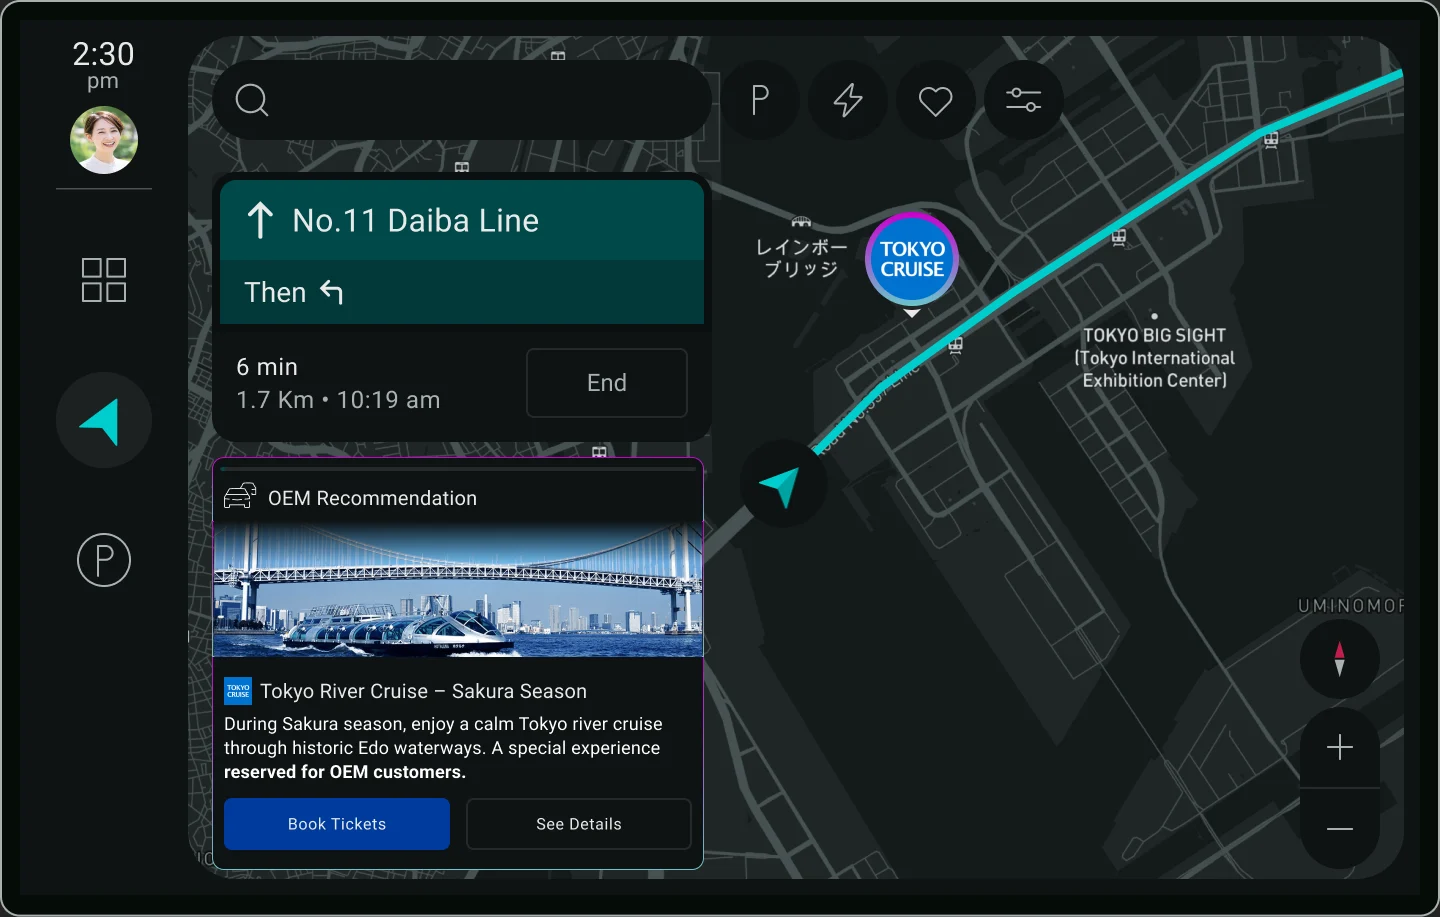 2:30
pm
P
No.11 Daiba Line
Then
6 min
1.7 Km • 10:19 am
End
OEM Recommendation
TOKYO
CRUISE
Tokyo River Cruise – Sakura Season
During Sakura season, enjoy a calm Tokyo river cruise
through historic Edo waterways. A special experience
reserved for OEM customers.
Book Tickets
See Details
P
レインボー
ブリッジ
TOKYO
CRUISE
TOKYO BIG SIGHT
(Tokyo International
Exhibition Center)
UMINOMOR